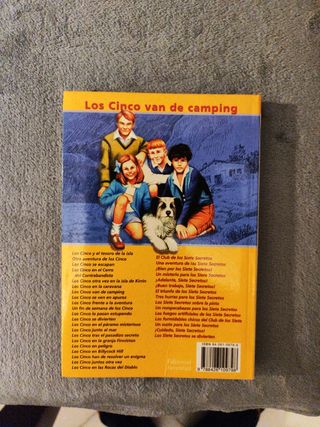 Los Cinco van de camping
Los Cinco y el tesoro de la isla
Otra aventura de los Cinco
Los Cinco se escapan
Los Cinco en el Cerro
del Contrabandista
Los Cinco otra vez en la isla de Kirrin
Los Cinco en la caravana
Los Cinco van de camping
Los Cinco se ven en apuros
Los Cinco frente a la aventura
Un fin de semana de los Cinco
Los Cinco lo pasan estupendo
Los Cinco se divierten
Los Cinco en el páramo misterioso
Los Cinco junto al mar
Los Cinco tras el pasadizo secreto
Los Cinco en la granja Finniston
Los Cinco en peligro
Los Cinco en Billycock Hill
Los Cinco han de resolver un enigma
Los Cinco juntos otra vez
Los Cinco en las Rocas del Diablo
El Club de los Siete Secretos
Una aventura de los Siete Secretos
¡Bien por los Siete Secretos!
Un misterio para los Siete Secretos
¡Adelante, Siete Secretos!
¡Buen trabajo, Siete Secretos!
El triunfo de los Siete Secretos
Tres hurras para los Siete Secretos
Los Siete Secretos sobre la pista
Un rompecabezas para los Siete Secretos
Los fuegos artificiales de los Siete Secretos
Los formidables chicos del Club de los Siete
Un susto para los Siete Secretos
¡Cuidado, Siete Secretos!
Los Siete Secretos se divierten
Editorial
Juventud